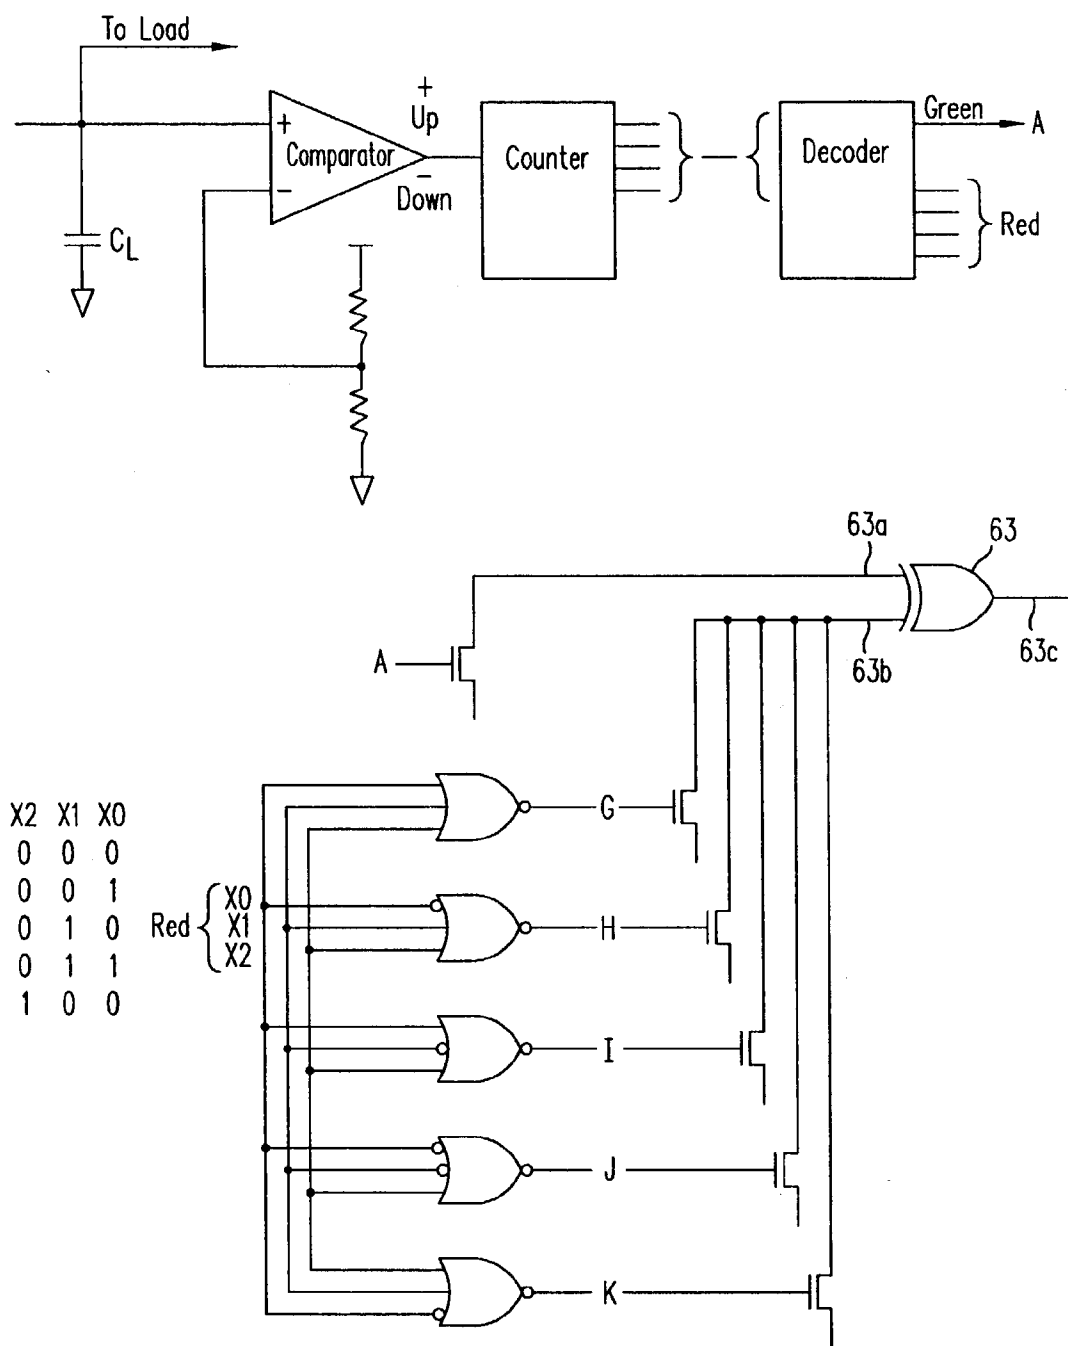 To Load
+
Up
Green
A
+
Comparator
Counter
Decoder
−
−
Down
Red
CL
63a
63
A
63b
63c
G
X2 X1 X0
0 0 0
0 0 1
0 1 0
0 1 1
1 0 0
Red
X0
X1
X2
H
I
J
K